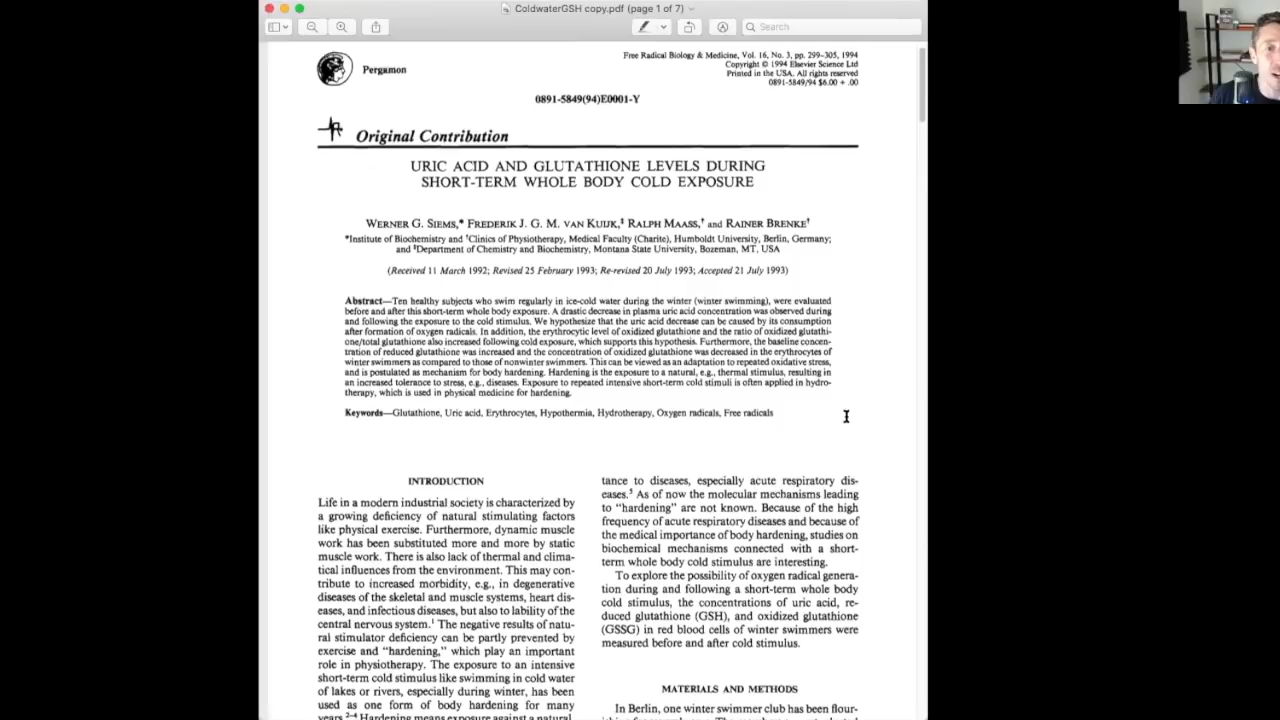 ColdwaterGSH copy.pdf (page 1 of 7)
Search
Pergamon
Free Radical Biology & Medicine, Vol. 16, No. 3, pp. 299-305, 1994
Copyright © 1994 Elsevier Science Ltd
Printed in the USA. All rights reserved
0891-5849/94 $6.00 + .00
0891-5849(94)E0001-Y
Original Contribution
URIC ACID AND GLUTATHIONE LEVELS DURING
SHORT-TERM WHOLE BODY COLD EXPOSURE
WERNER G. SIEMS,* FREDERIK J. G. M. VAN KUIJK,‡ RALPH MAASS,† and RAINER BRENKE†
*Institute of Biochemistry and †Clinics of Physiotherapy, Medical Faculty (Charite), Humboldt University, Berlin, Germany;
and ‡Department of Chemistry and Biochemistry, Montana State University, Bozeman, MT, USA
(Received 11 March 1992; Revised 25 February 1993; Re-revised 20 July 1993; Accepted 21 July 1993)
Abstract—Ten healthy subjects who swim regularly in ice-cold water during the winter (winter swimming), were evaluated
before and after this short-term whole body exposure. A drastic decrease in plasma uric acid concentration was observed during
and following the exposure to the cold stimulus. We hypothesize that the uric acid decrease can be caused by its consumption
after formation of oxygen radicals. In addition, the erythrocytic level of oxidized glutathione and the ratio of oxidized glutathi-
one/total glutathione also increased following cold exposure, which supports this hypothesis. Furthermore, the baseline concen-
tration of reduced glutathione was increased and the concentration of oxidized glutathione was decreased in the erythrocytes of
winter swimmers as compared to those of nonwinter swimmers. This can be viewed as an adaptation to repeated oxidative stress,
and is postulated as mechanism for body hardening. Hardening is the exposure to a natural, e.g., thermal stimulus, resulting in
an increased tolerance to stress, e.g., diseases. Exposure to repeated intensive short-term cold stimuli is often applied in hydro-
therapy, which is used in physical medicine for hardening.
Keywords—Glutathione, Uric acid, Erythrocytes, Hypothermia, Hydrotherapy, Oxygen radicals, Free radicals
INTRODUCTION
Life in a modern industrial society is characterized by
a growing deficiency of natural stimulating factors
like physical exercise. Furthermore, dynamic muscle
work has been substituted more and more by static
muscle work. There is also lack of thermal and clima-
tical influences from the environment. This may con-
tribute to increased morbidity, e.g., in degenerative
diseases of the skeletal and muscle systems, heart dis-
eases, and infectious diseases, but also to lability of the
central nervous system.¹ The negative results of natu-
ral stimulator deficiency can be partly prevented by
exercise and “hardening,” which play an important
role in physiotherapy. The exposure to an intensive
short-term cold stimulus like swimming in cold water
of lakes or rivers, especially during winter, has been
used as one form of body hardening for many
years.²⁻⁴ Hardening means exposure against a natural,
tance to diseases, especially acute respiratory dis-
eases.⁵ As of now the molecular mechanisms leading
to “hardening” are not known. Because of the high
frequency of acute respiratory diseases and because of
the medical importance of body hardening, studies on
biochemical mechanisms connected with a short-
term whole body cold stimulus are interesting.
To explore the possibility of oxygen radical genera-
tion during and following a short-term whole body
cold stimulus, the concentrations of uric acid, re-
duced glutathione (GSH), and oxidized glutathione
(GSSG) in red blood cells of winter swimmers were
measured before and after cold stimulus.
MATERIALS AND METHODS
In Berlin, one winter swimmer club has been flour-